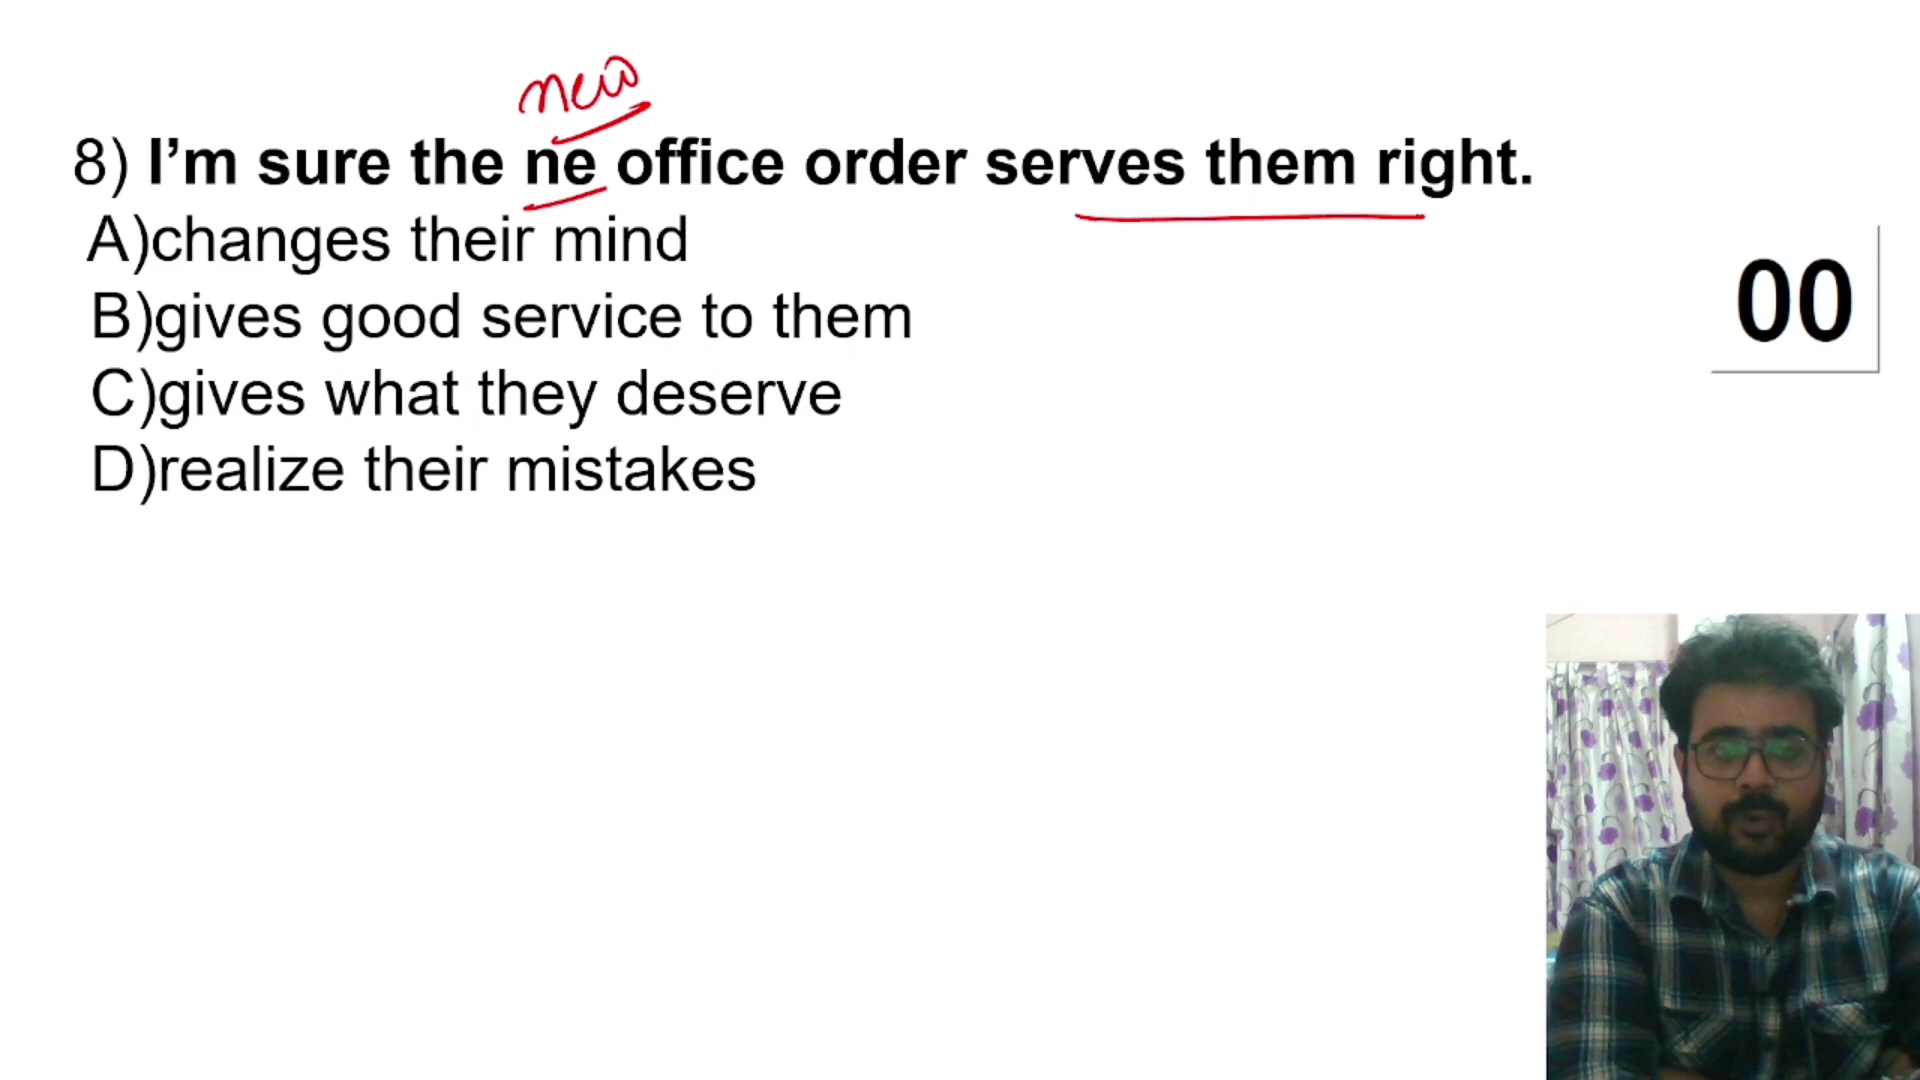 new
8) I'm sure the ne office order serves them right.
A)changes their mind
B)gives good service to them
00
C)gives what they deserve
D)realize their mistakes